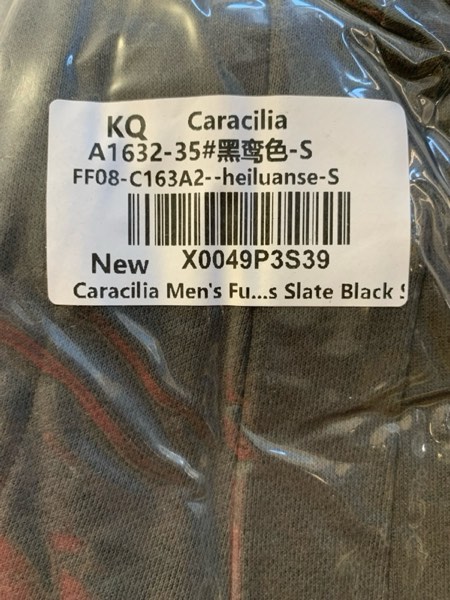 KQ Caracilia
A1632-35#黑鸾色-S
FF08-C163A2--heiluanse-S
New X0049P3S39
Caracilia Men's Fu...s Slate Black S